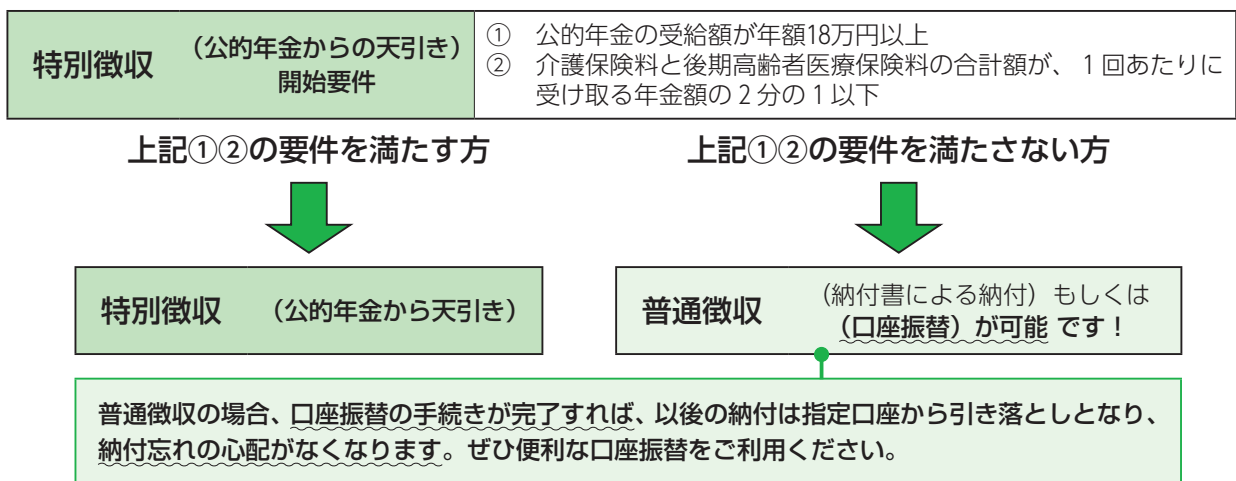 特別徴収 (公的年金からの天引き)
開始要件
① 公的年金の受給額が年額18万円以上
② 介護保険料と後期高齢者医療保険料の合計額が、1回あたりに
受け取る年金額の2分の1以下
上記①②の要件を満たす方
上記①②の要件を満たさない方
特別徴収 (公的年金から天引き)
普通徴収 (納付書による納付) もしくは
(口座振替) が可能 です!
普通徴収の場合、口座振替の手続きが完了すれば、以後の納付は指定口座から引き落としとなり、
納付忘れの心配がなくなります。ぜひ便利な口座振替をご利用ください。